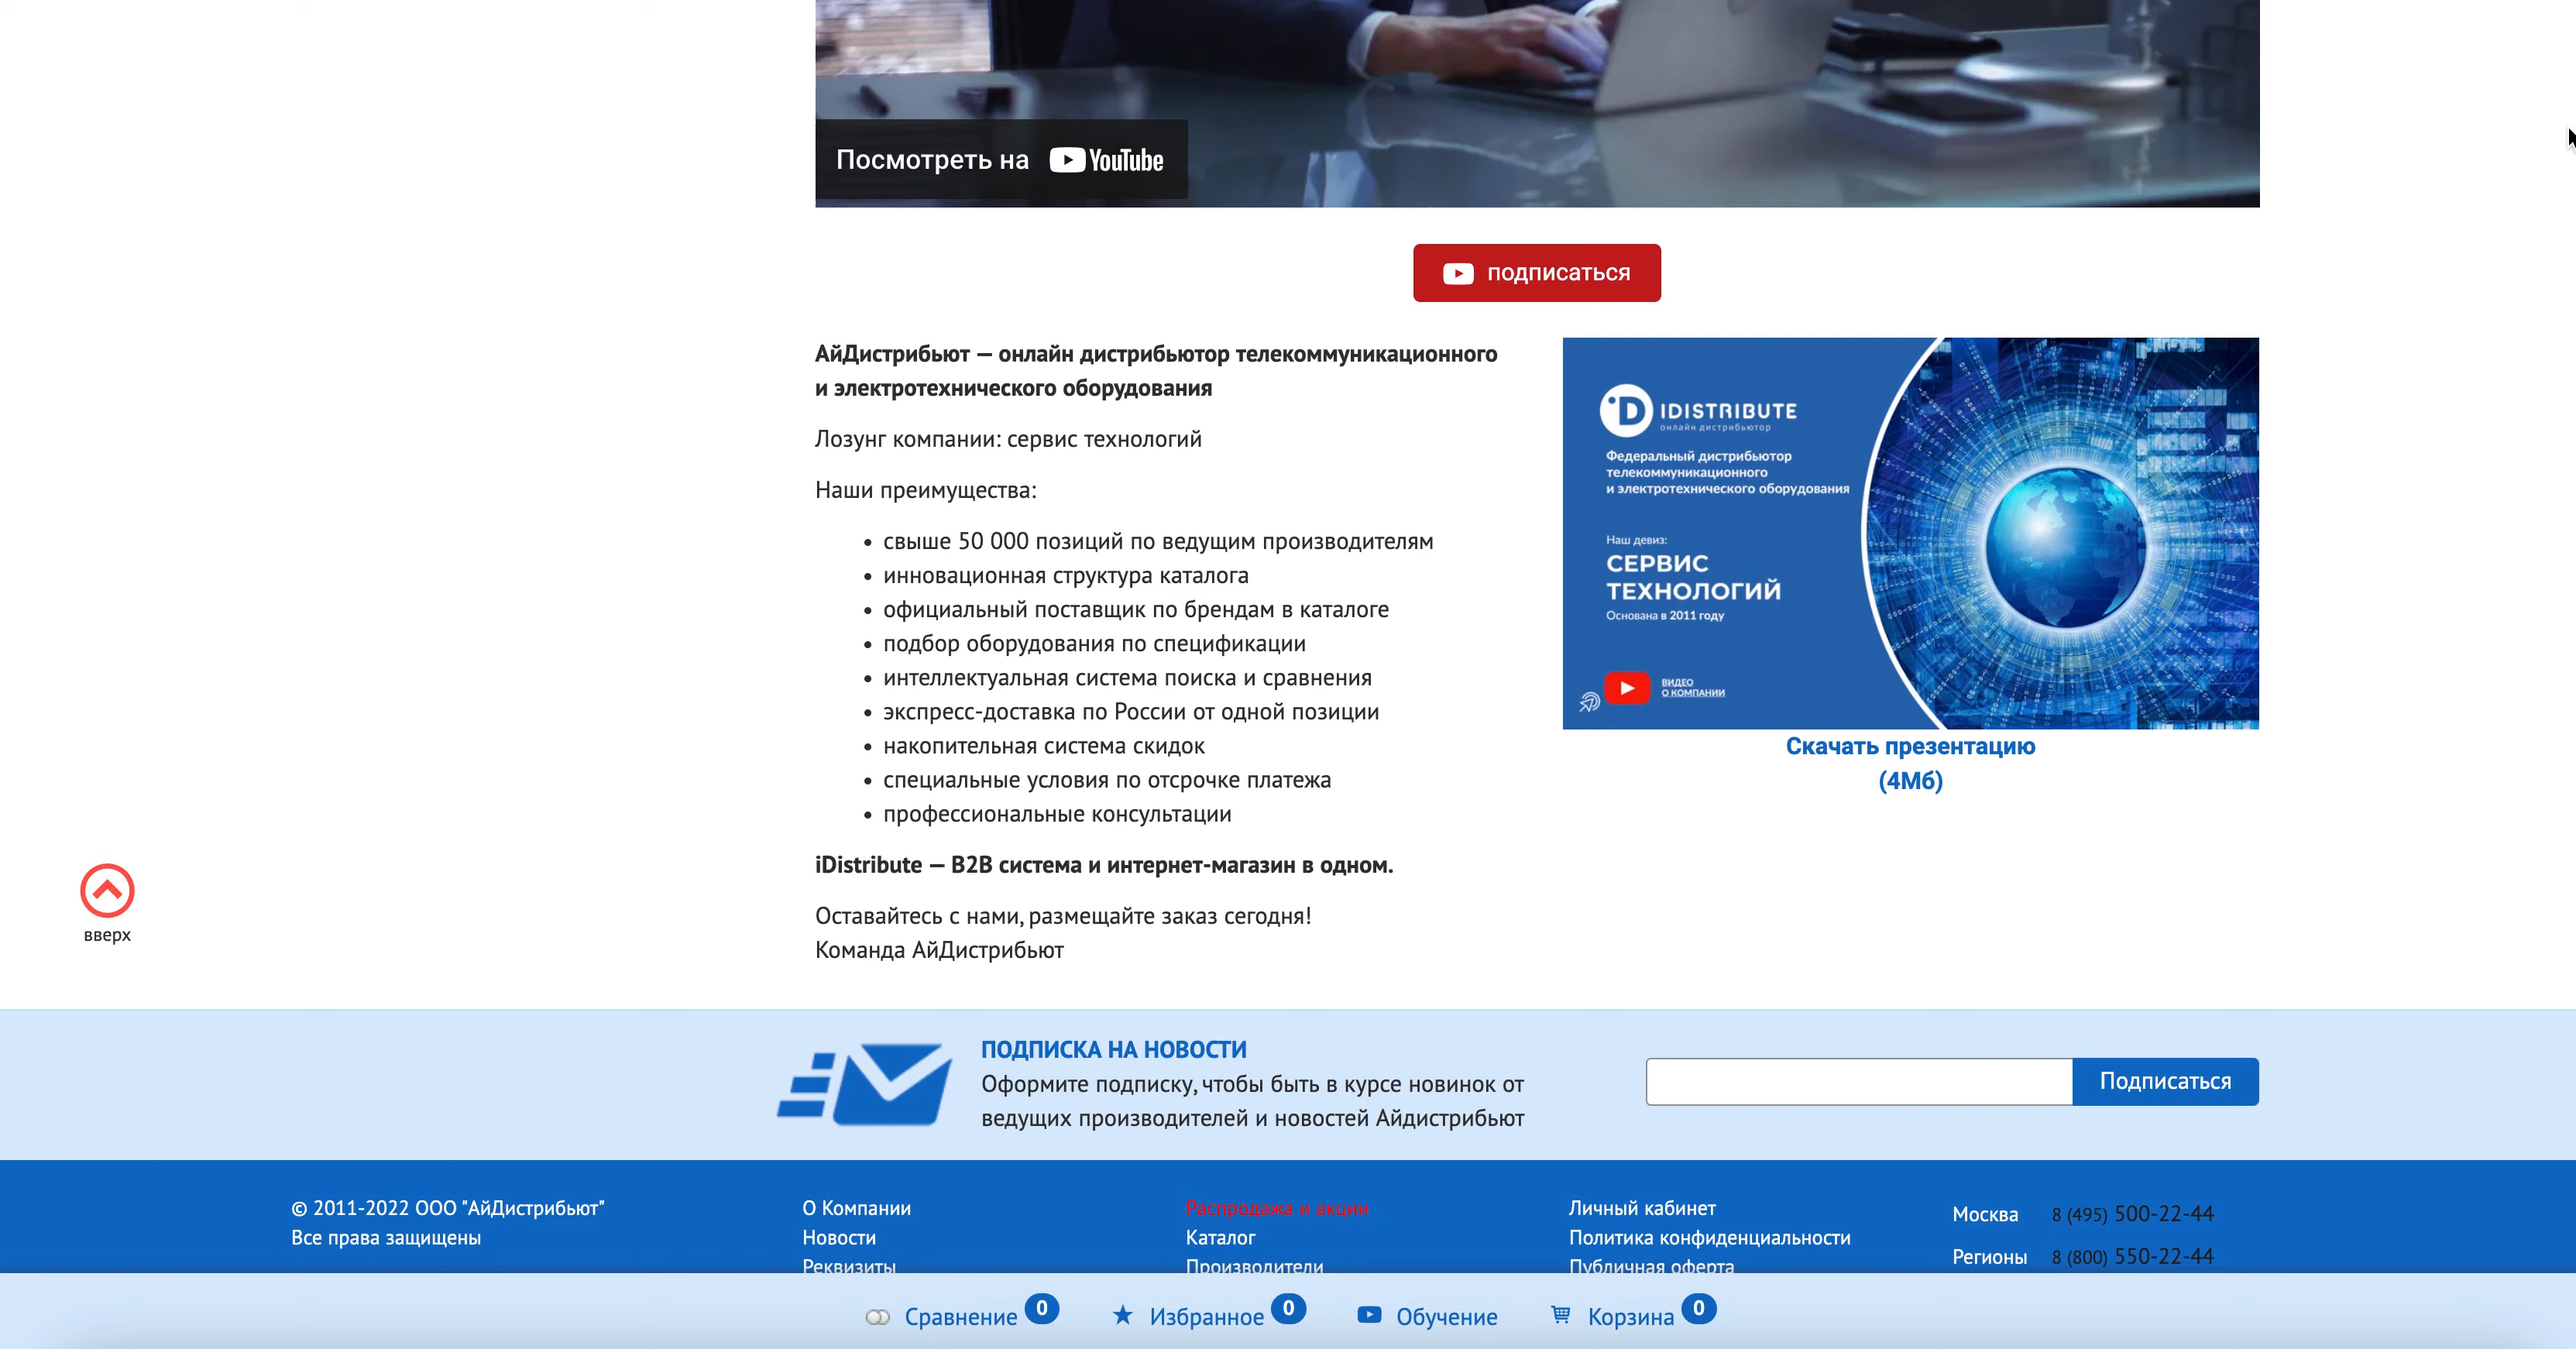 Посмотреть на YouTube
подписаться
АйДистрибьют — онлайн дистрибьютор телекоммуникационного
и электротехнического оборудования
Лозунг компании: сервис технологий
Наши преимущества:
• свыше 50 000 позиций по ведущим производителям
• инновационная структура каталога
• официальный поставщик по брендам в каталоге
• подбор оборудования по спецификации
• интеллектуальная система поиска и сравнения
• экспресс-доставка по России от одной позиции
• накопительная система скидок
• специальные условия по отсрочке платежа
• профессиональные консультации
iDistribute — B2B система и интернет-магазин в одном.
Оставайтесь с нами, размещайте заказ сегодня!
Команда АйДистрибьют
iD IDISTRIBUTE
онлайн дистрибьютор
Федеральный дистрибьютор
телекоммуникационного
и электротехнического оборудования
Наш девиз:
СЕРВИС
ТЕХНОЛОГИЙ
Основана в 2011 году
ВИДЕО
О КОМПАНИИ
Скачать презентацию
(4Мб)
вверх
ПОДПИСКА НА НОВОСТИ
Оформите подписку, чтобы быть в курсе новинок от
ведущих производителей и новостей Айдистрибьют
Подписаться
© 2011-2022 ООО "АйДистрибьют"
Все права защищены
О Компании
Новости
Реквизиты
Распродажа и акции
Каталог
Производители
Личный кабинет
Политика конфиденциальности
Публичная оферта
Москва 8 (495) 500-22-44
Регионы 8 (800) 550-22-44
Сравнение 0
Избранное 0
Обучение
Корзина 0